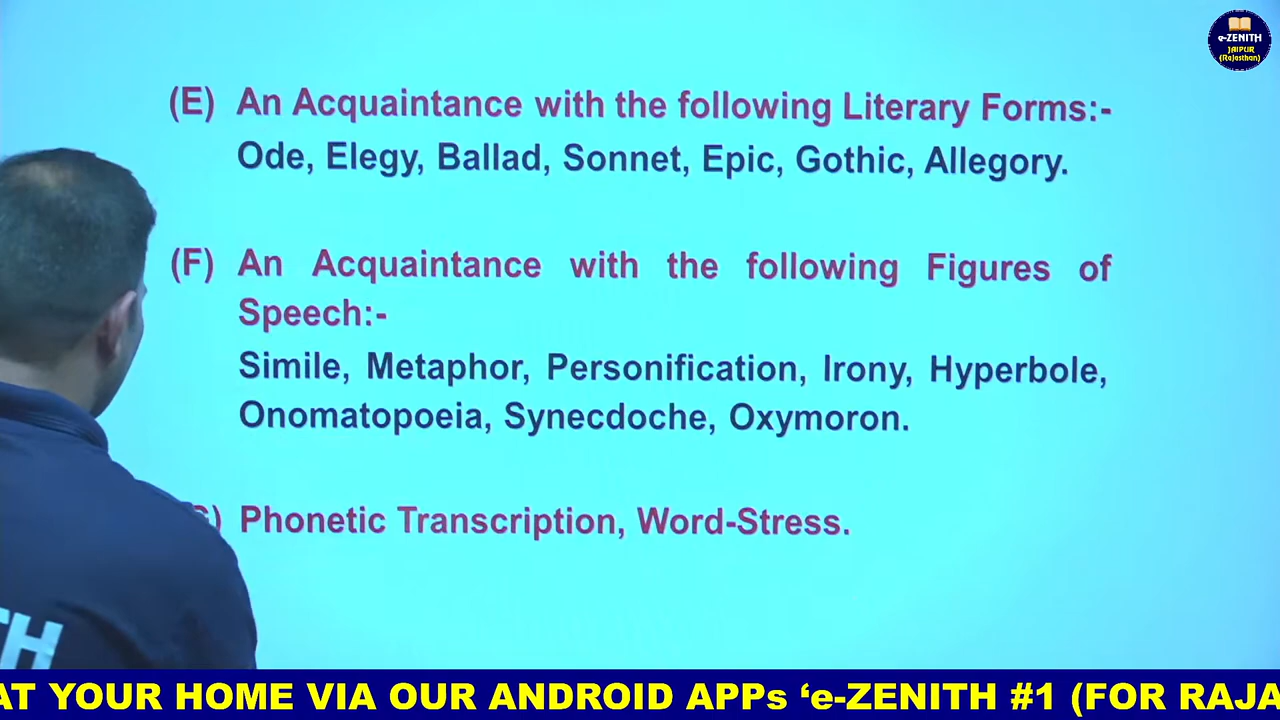 e-ZENITH
JAIPUR
(Rajasthan)
(E) An Acquaintance with the following Literary Forms:-
Ode, Elegy, Ballad, Sonnet, Epic, Gothic, Allegory.
(F) An Acquaintance with the following Figures of
Speech:-
Simile, Metaphor, Personification, Irony, Hyperbole,
Onomatopoeia, Synecdoche, Oxymoron.
Phonetic Transcription, Word-Stress.
TH
AT YOUR HOME VIA OUR ANDROID APPs ‘e-ZENITH #1 (FOR RAJA